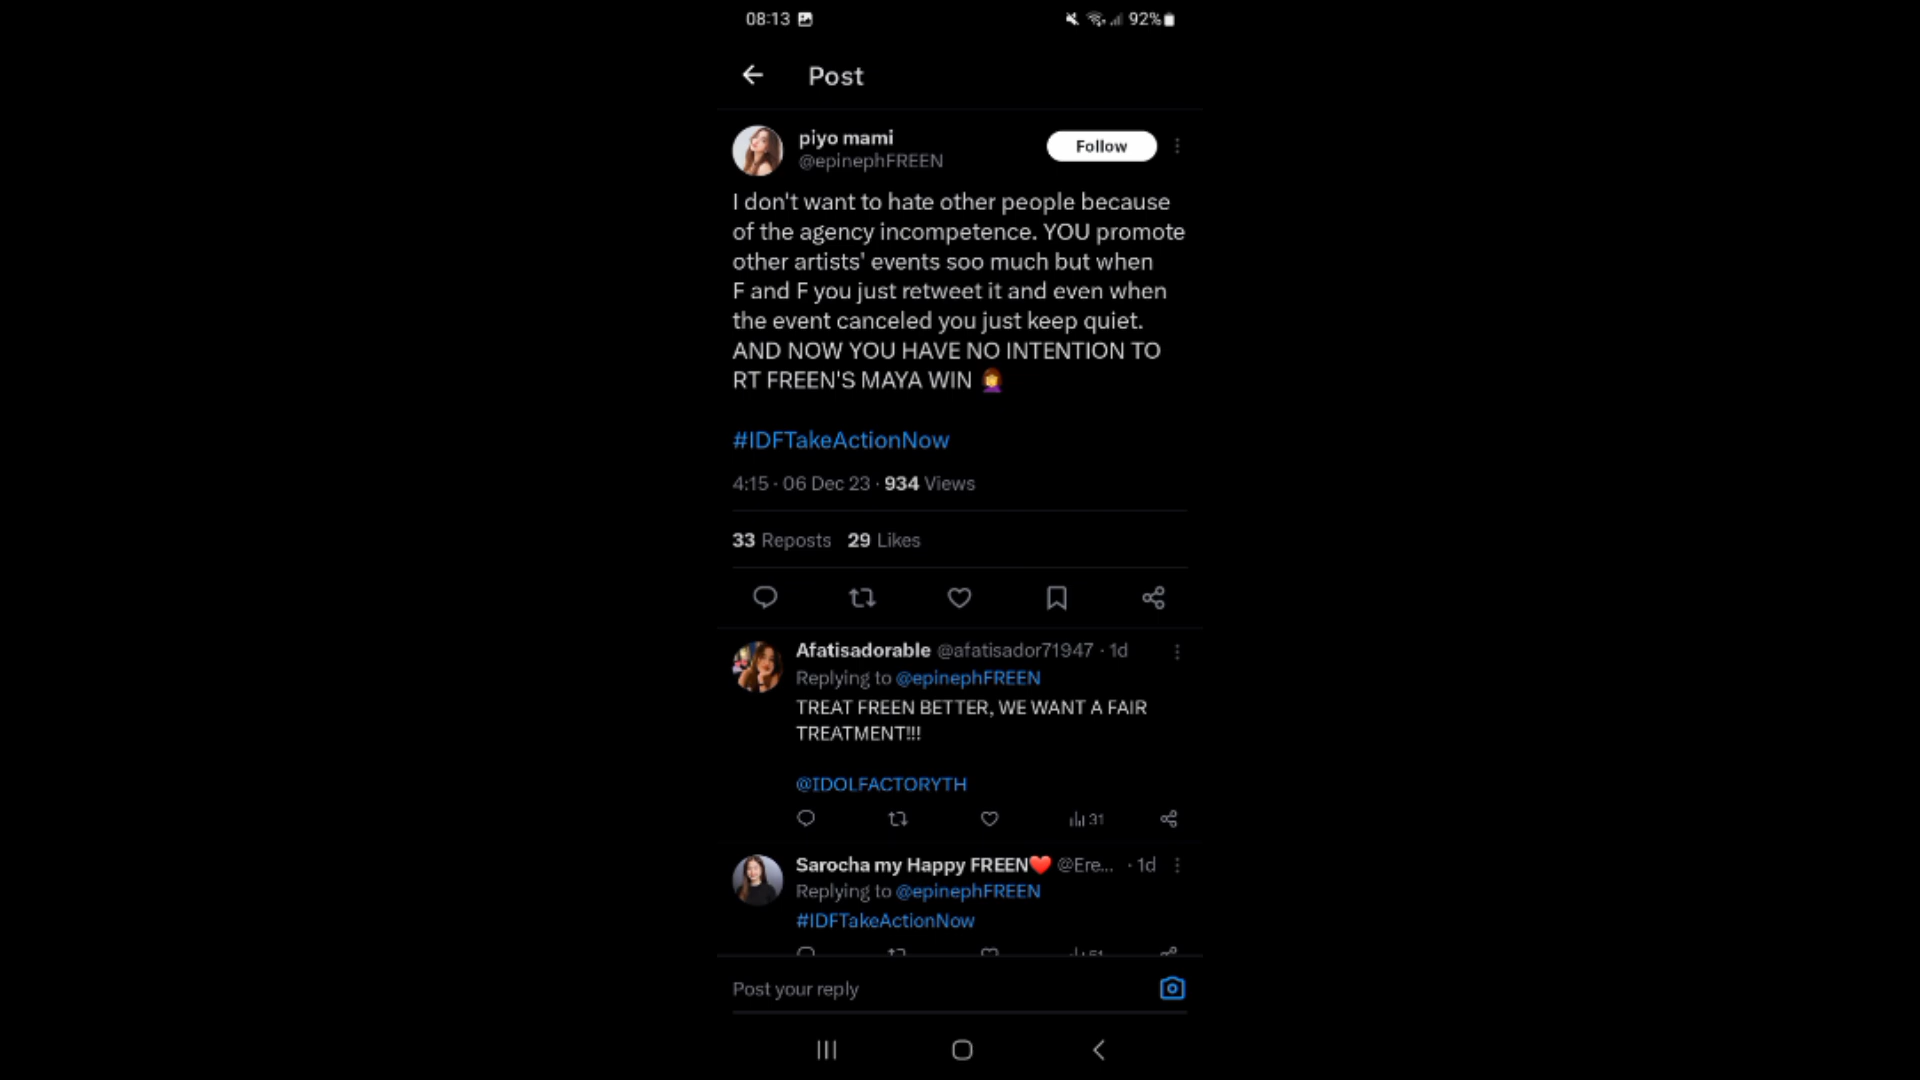 08:13 92%
Post
piyo mami
@epinephFREEN
Follow
I don't want to hate other people because
of the agency incompetence. YOU promote
other artists' events soo much but when
F and F you just retweet it and even when
the event canceled you just keep quiet.
AND NOW YOU HAVE NO INTENTION TO
RT FREEN'S MAYA WIN 🤦‍♀️
#IDFTakeActionNow
4:15 · 06 Dec 23 · 934 Views
33 Reposts 29 Likes
Afatisadorable @afatisador71947 · 1d
Replying to @epinephFREEN
TREAT FREEN BETTER, WE WANT A FAIR
TREATMENT!!!
@IDOLFACTORYTH
31
Sarocha my Happy FREEN❤️ @Ere... · 1d
Replying to @epinephFREEN
#IDFTakeActionNow
Post your reply